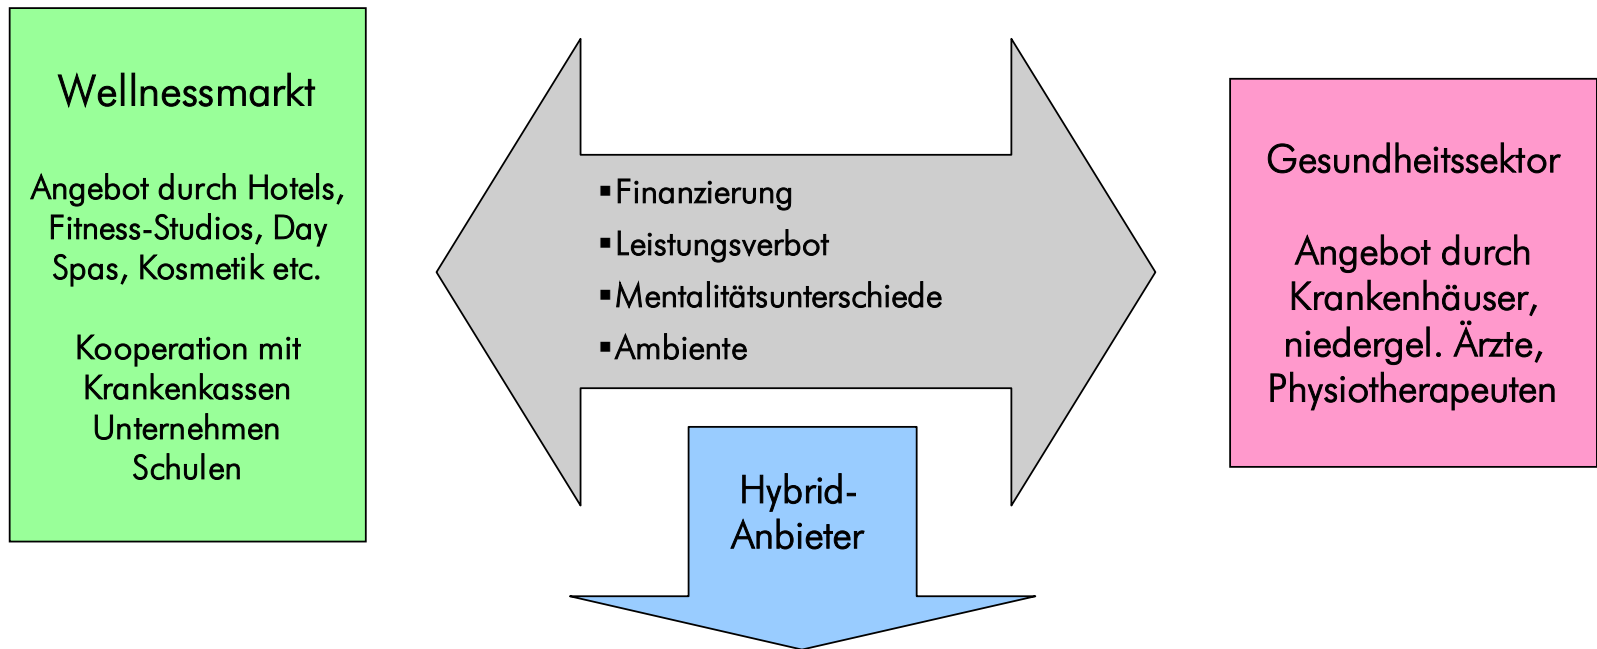 Wellnessmarkt
Angebot durch Hotels,
Fitness-Studios, Day
Spas, Kosmetik etc.
Kooperation mit
Krankenkassen
Unternehmen
Schulen
▪Finanzierung
▪Leistungsverbot
▪Mentalitätsunterschiede
▪Ambiente
Hybrid-
Anbieter
Gesundheitssektor
Angebot durch
Krankenhäuser,
niedergel. Ärzte,
Physiotherapeuten